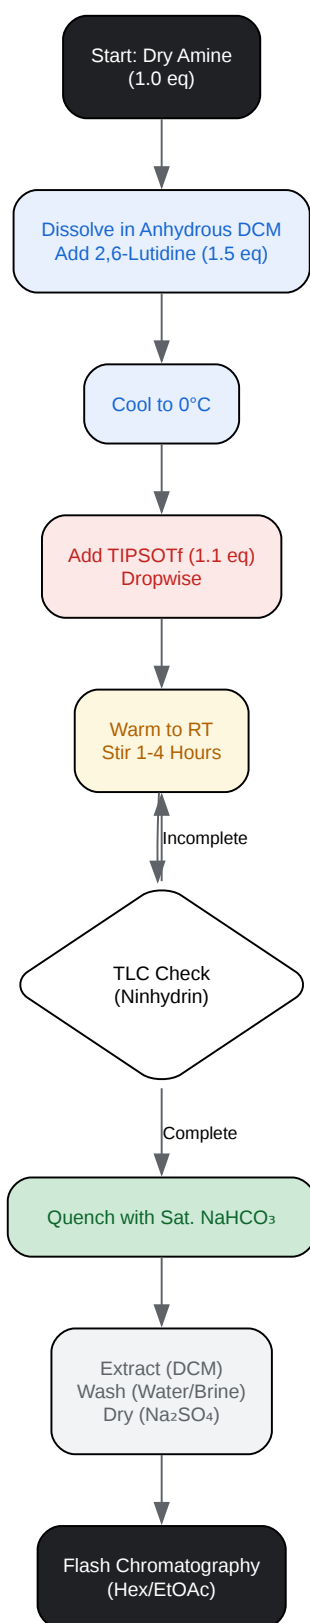 Start: Dry Amine
(1.0 eq)
Dissolve in Anhydrous DCM
Add 2,6-Lutidine (1.5 eq)
Cool to 0°C
Add TIPSOTf (1.1 eq)
Dropwise
Warm to RT
Stir 1-4 Hours
Incomplete
TLC Check
(Ninhydrin)
Complete
Quench with Sat. NaHCO₃
Extract (DCM)
Wash (Water/Brine)
Dry (Na₂SO₄)
Flash Chromatography
(Hex/EtOAc)